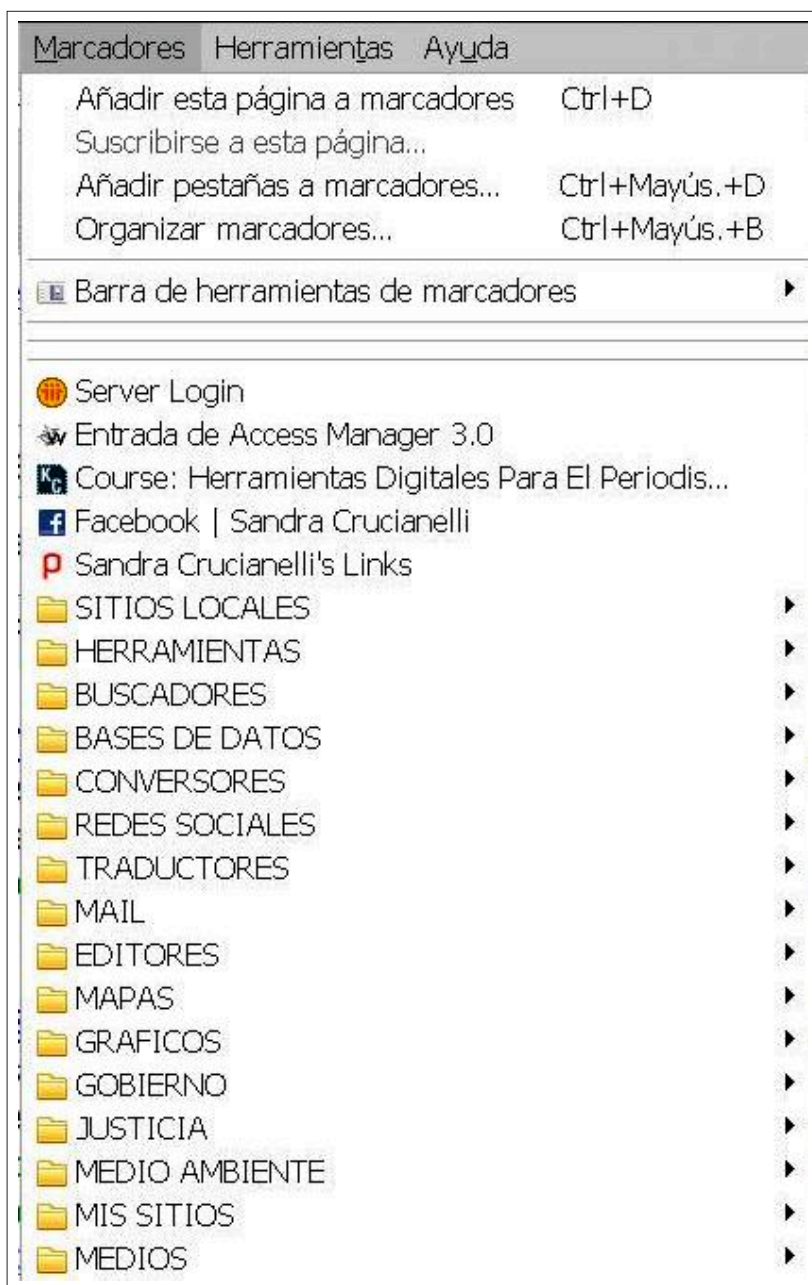 Marcadores Herramientas Ayuda
Añadir esta página a marcadores Ctrl+D
Suscribirse a esta página...
Añadir pestañas a marcadores... Ctrl+Mayús.+D
Organizar marcadores... Ctrl+Mayús.+B
Barra de herramientas de marcadores
Server Login
Entrada de Access Manager 3.0
Course: Herramientas Digitales Para El Periodis...
Facebook | Sandra Crucianelli
Sandra Crucianelli's Links
SITIOS LOCALES
HERRAMIENTAS
BUSCADORES
BASES DE DATOS
CONVERSORES
REDES SOCIALES
TRADUCTORES
MAIL
EDITORES
MAPAS
GRAFICOS
GOBIERNO
JUSTICIA
MEDIO AMBIENTE
MIS SITIOS
MEDIOS